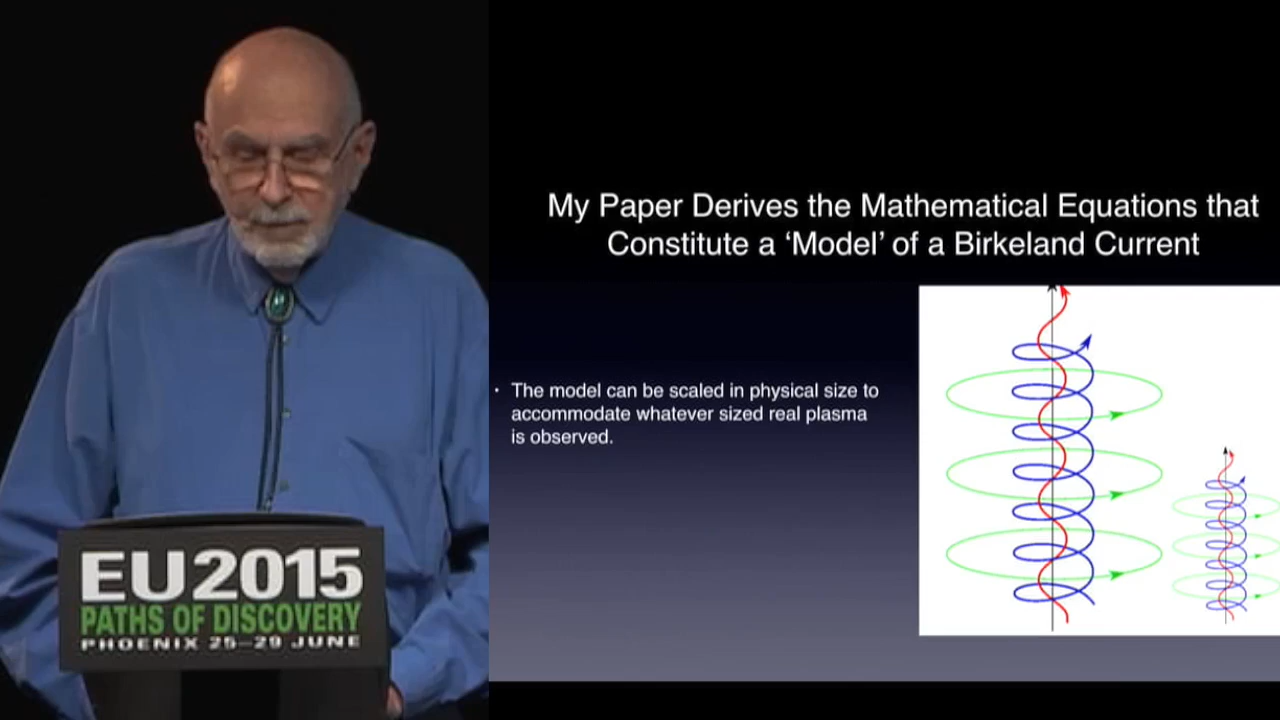 My Paper Derives the Mathematical Equations that
Constitute a ‘Model’ of a Birkeland Current
• The model can be scaled in physical size to
accommodate whatever sized real plasma
is observed.
EU2015
PATHS OF DISCOVERY
PHOENIX 25–29 JUNE